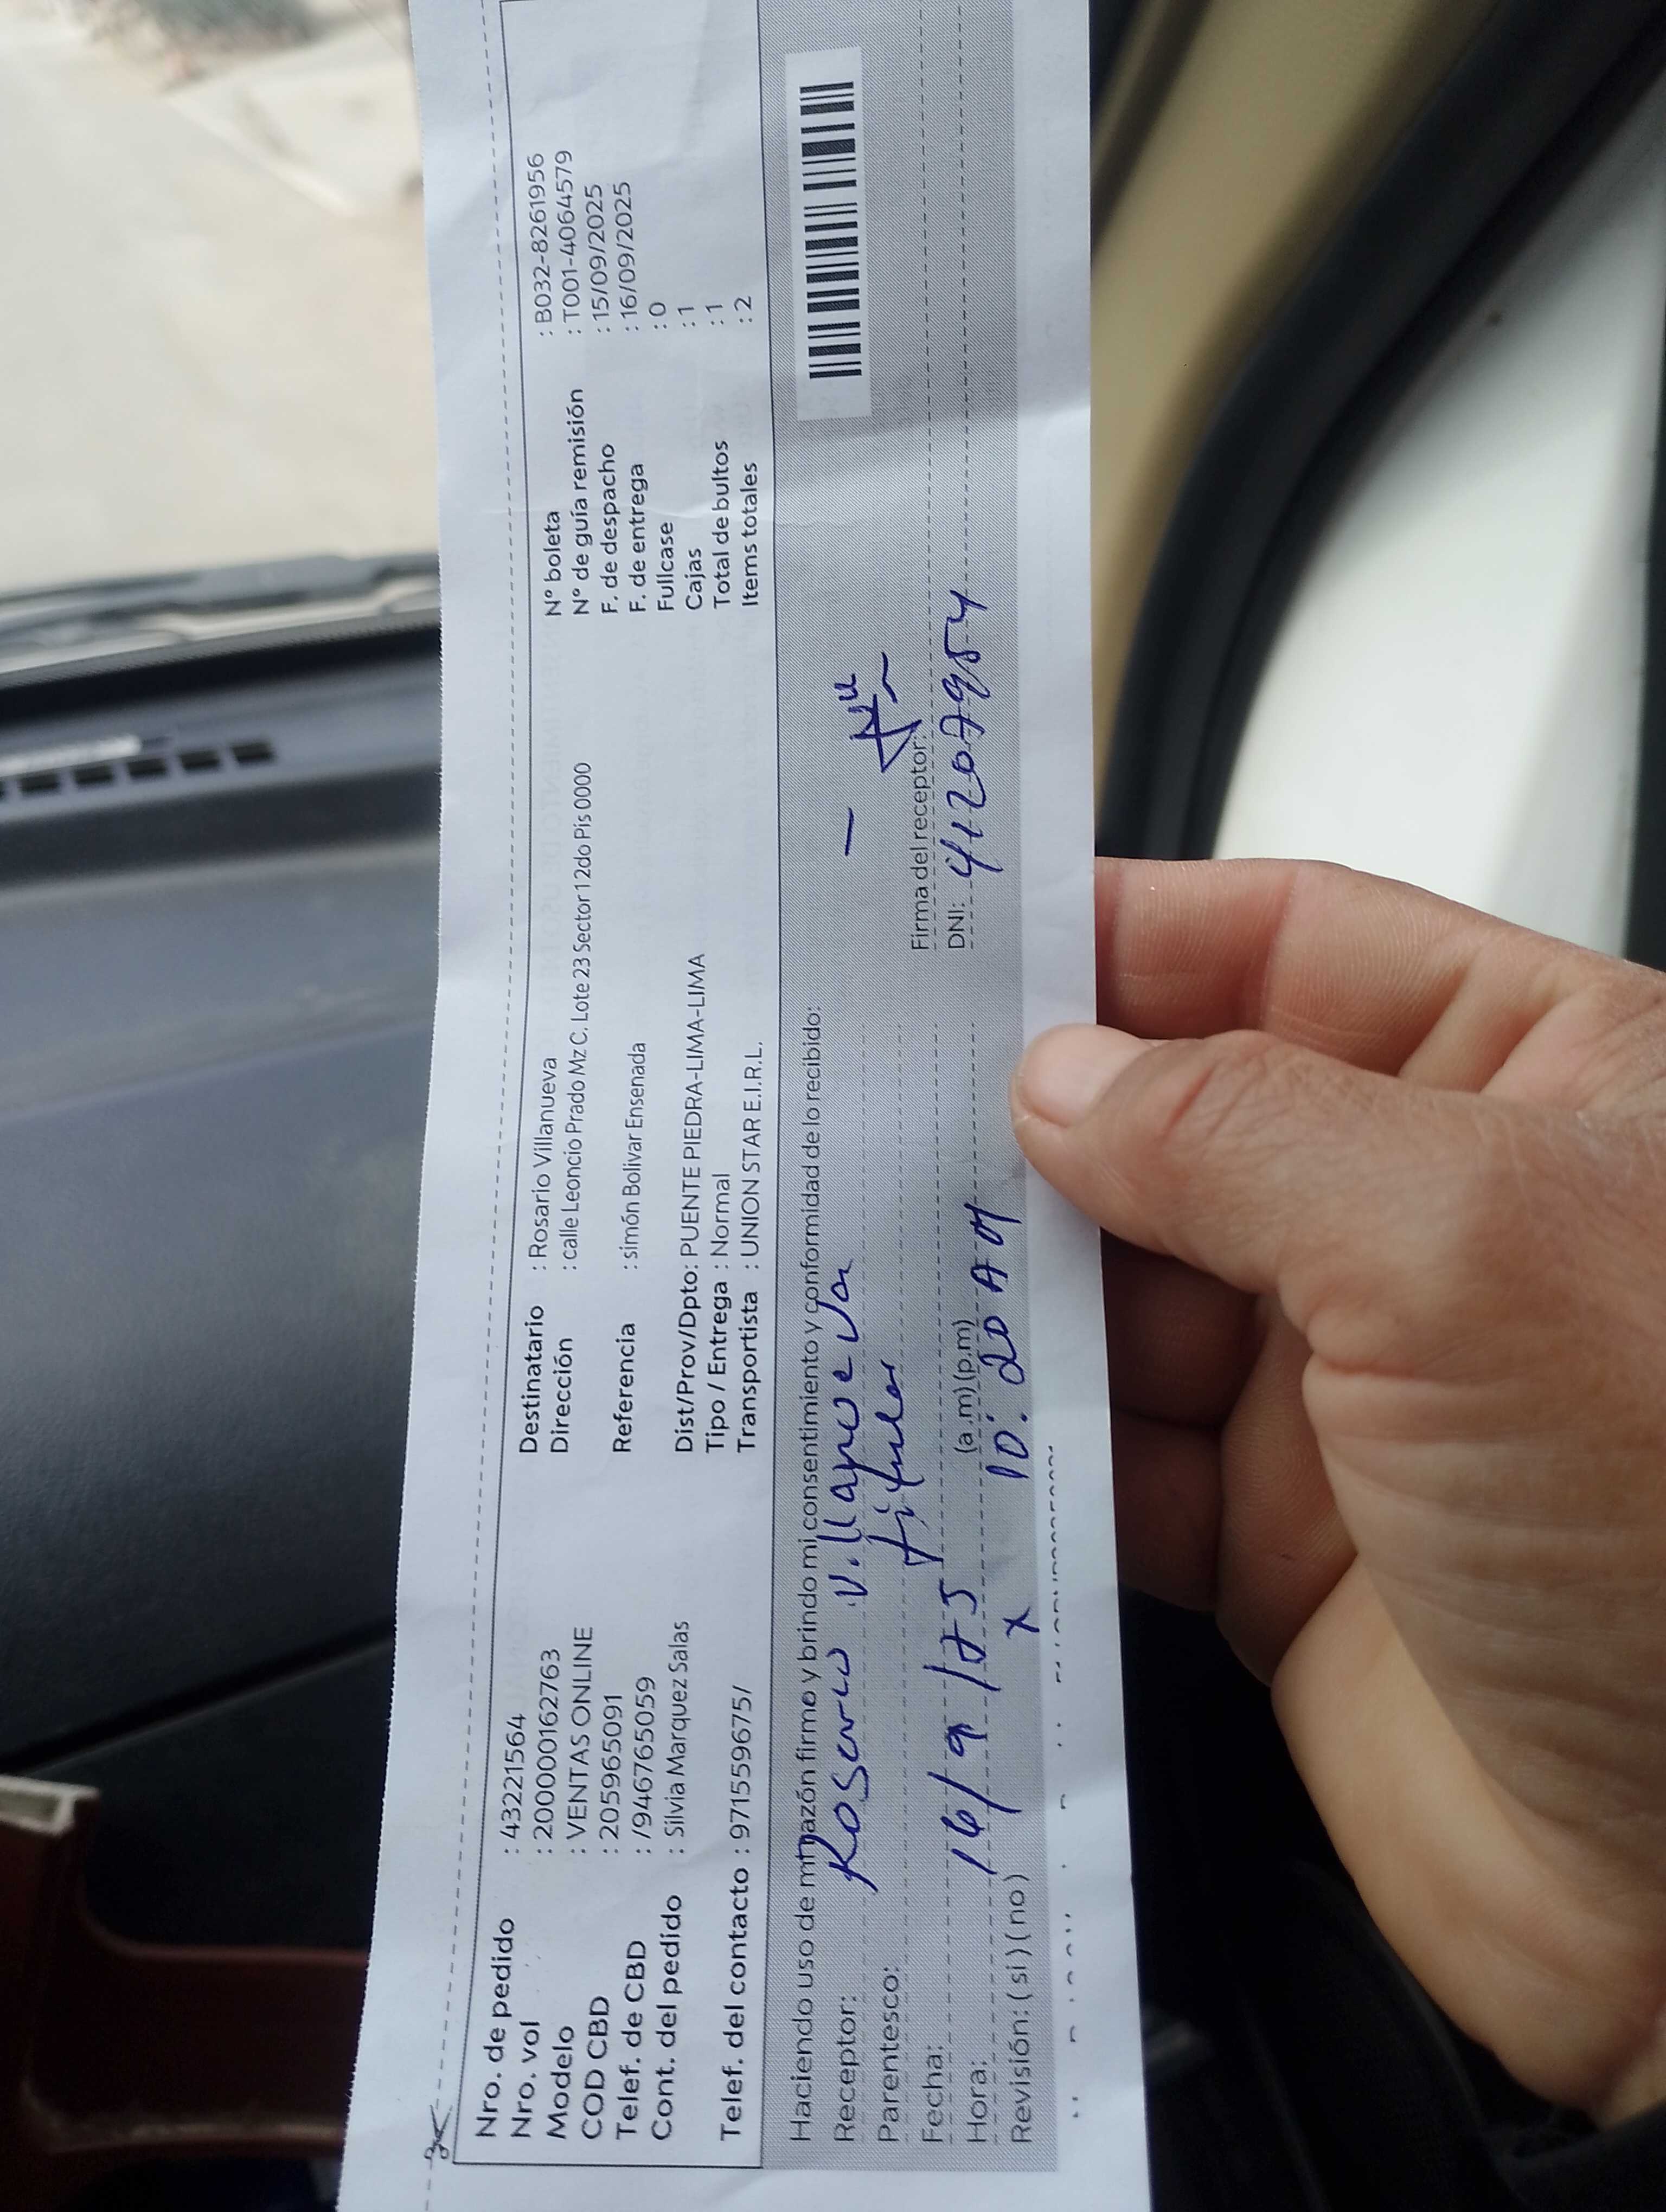 Nro. de pedido : 43221564
Nro. vol : 200000162763
Modelo : VENTAS ONLINE
COD CBD : 205965091
Telef. de CBD : /946765059
Cont. del pedido : Silvia Marquez Salas
Telef. del contacto : 971559675/
Destinatario : Rosario Villanueva
Dirección : calle Leoncio Prado Mz C. Lote 23 Sector 12do Pis 0000
Referencia : simón Bolivar Ensenada
Dist/Prov/Dpto: PUENTE PIEDRA-LIMA-LIMA
Tipo / Entrega : Normal
Transportista : UNION STAR E.I.R.L.
N° boleta : B032-8261956
N° de guía remisión : T001-4064579
F. de despacho : 15/09/2025
F. de entrega : 16/09/2025
Fullcase : 0
Cajas : 1
Total de bultos : 1
Items totales : 2
Haciendo uso de mi razón firmo y brindo mi consentimiento y conformidad de lo recibido:
Receptor: Rosario Villanueva
Parentesco: titular
Fecha: 16/9/25
Hora: (a.m) (p.m) 10:20 AM
Revisión: ( si ) ( no ) X
Firma del receptor:
DNI: 41207954